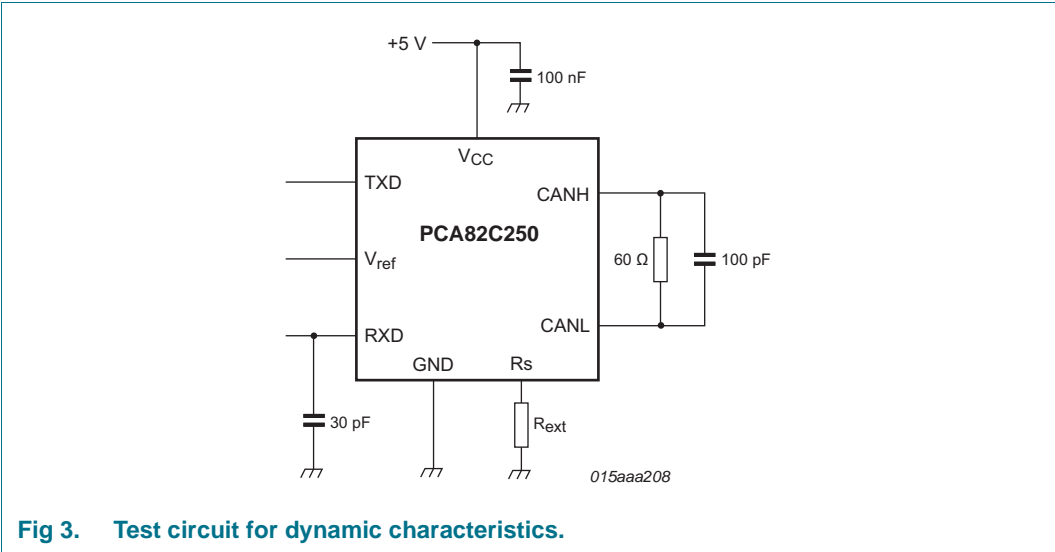 +5 V
100 nF
VCC
TXD
CANH
PCA82C250
Vref
60 Ω
100 pF
RXD
CANL
GND
Rs
30 pF
Rext
015aaa208
Fig 3. Test circuit for dynamic characteristics.